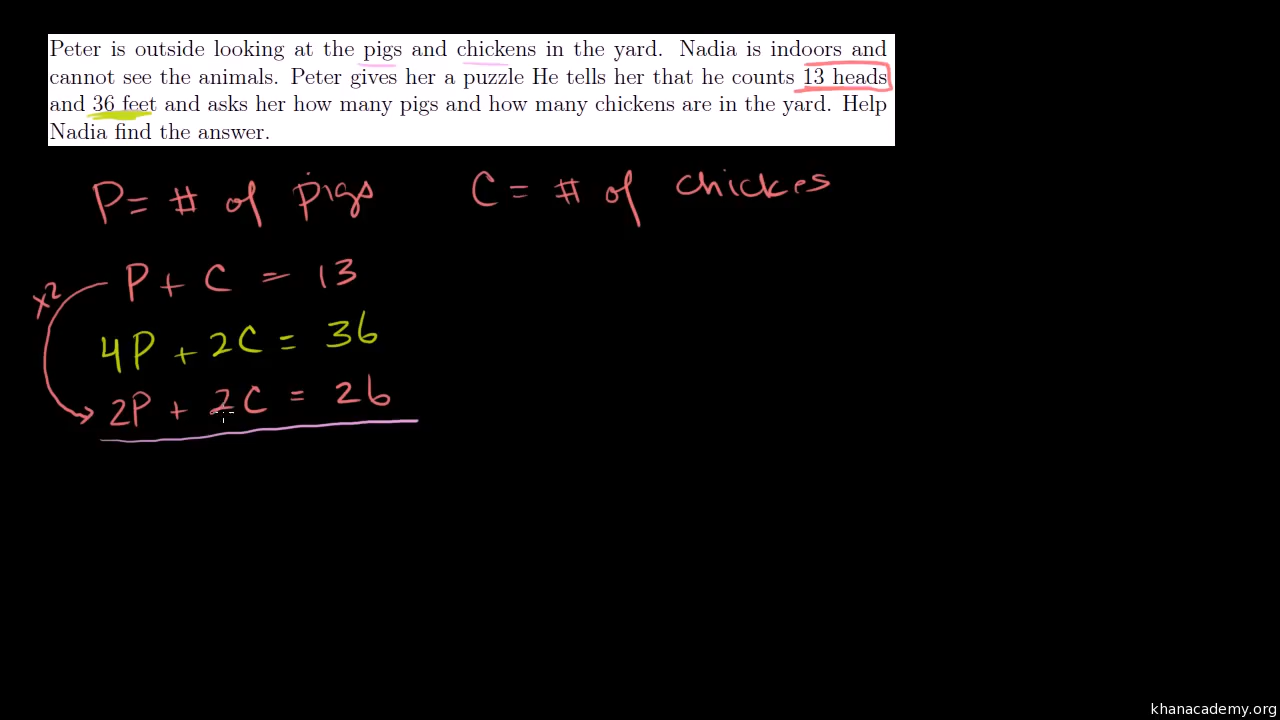 Peter is outside looking at the pigs and chickens in the yard. Nadia is indoors and
cannot see the animals. Peter gives her a puzzle He tells her that he counts 13 heads
and 36 feet and asks her how many pigs and how many chickens are in the yard. Help
Nadia find the answer.
P = # of pigs
C = # of chickes
P + C = 13
x2
4P + 2C = 36
2P + 2C = 26
khanacademy.org